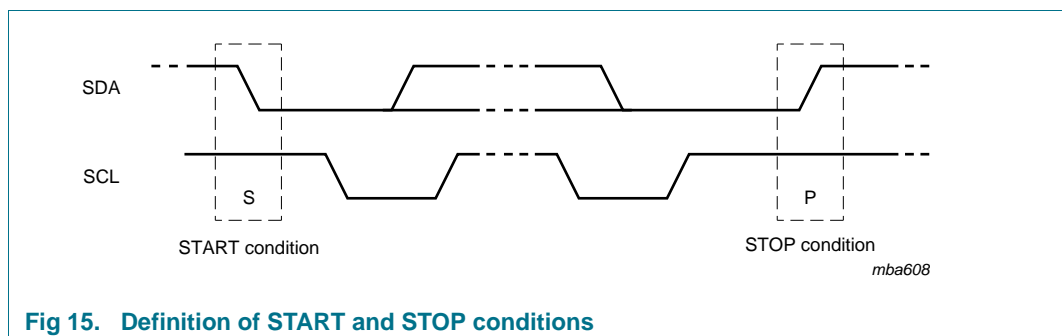 SDA
SCL
S
P
START condition
STOP condition
mba608
Fig 15. Definition of START and STOP conditions